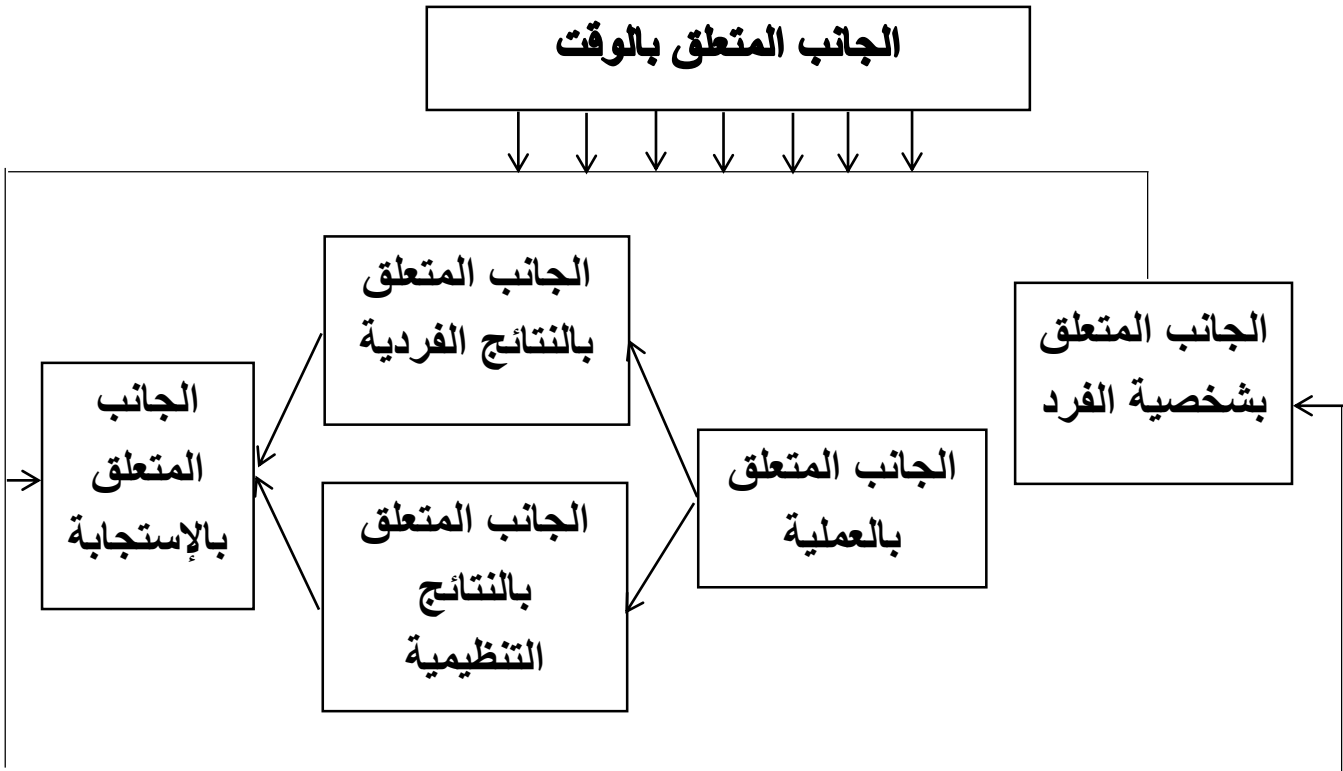 الجانب المتعلق بالوقت
الجانب المتعلق
بشخصية الفرد
الجانب المتعلق
بالعملية
الجانب المتعلق
بالنتائج الفردية
الجانب المتعلق
بالنتائج
التنظيمية
الجانب
المتعلق
بالإستجابة